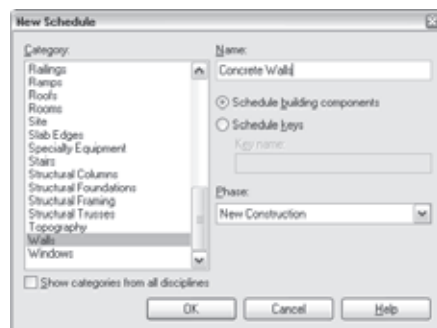 New Schedule
Category:
Railings
Ramps
Roofs
Rooms
Site
Slab Edges
Specialty Equipment
Stairs
Structural Columns
Structural Foundations
Structural Framing
Structural Trusses
Topography
Walls
Windows
Show categories from all disciplines
Name:
Concrete Walls
Schedule building components
Schedule keys
Key name:
Phase:
New Construction
OK
Cancel
Help